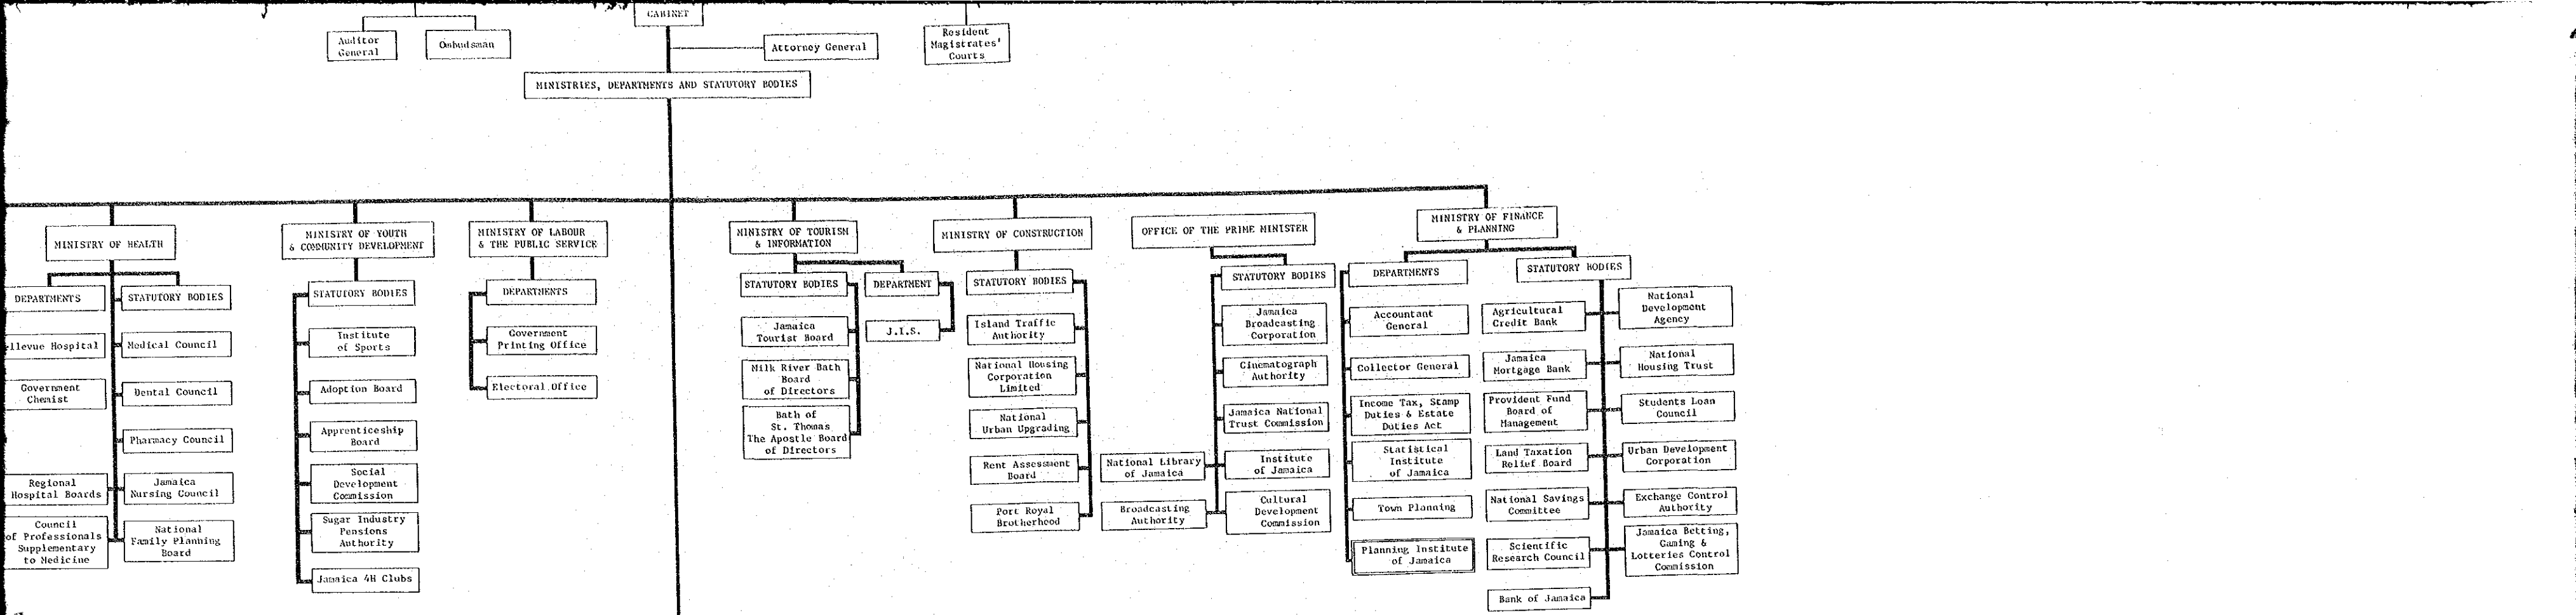 CABINET
Auditor
General
Ombudsman
Attorney General
Resident
Magistrates'
Courts
MINISTRIES, DEPARTMENTS AND STATUTORY BODIES
MINISTRY OF HEALTH
DEPARTMENTS
STATUTORY BODIES
llevue Hospital
Medical Council
Government
Chemist
Dental Council
Pharmacy Council
Regional
Hospital Boards
Jamaica
Nursing Council
Council
of Professionals
Supplementary
to Medicine
National
Family Planning
Board
MINISTRY OF YOUTH
& COMMUNITY DEVELOPMENT
STATUTORY BODIES
Institute
of Sports
Adoption Board
Apprenticeship
Board
Social
Development
Commission
Sugar Industry
Pensions
Authority
Jamaica 4H Clubs
MINISTRY OF LABOUR
& THE PUBLIC SERVICE
DEPARTMENTS
Government
Printing Office
Electoral Office
MINISTRY OF TOURISM
& INFORMATION
STATUTORY BODIES
DEPARTMENT
Jamaica
Tourist Board
J.I.S.
Milk River Bath
Board
of Directors
Bath of
St. Thomas
The Apostle Board
of Directors
MINISTRY OF CONSTRUCTION
STATUTORY BODIES
Island Traffic
Authority
National Housing
Corporation
Limited
National
Urban Upgrading
Rent Assessment
Board
Port Royal
Brotherhood
OFFICE OF THE PRIME MINISTER
STATUTORY BODIES
Jamaica
Broadcasting
Corporation
Cinematograph
Authority
Jamaica National
Trust Commission
National Library
of Jamaica
Institute
of Jamaica
Broadcasting
Authority
Cultural
Development
Commission
MINISTRY OF FINANCE
& PLANNING
DEPARTMENTS
STATUTORY BODIES
Accountant
General
Collector General
Income Tax, Stamp
Duties & Estate
Duties Act
Statistical
Institute
of Jamaica
Town Planning
Planning Institute
of Jamaica
Agricultural
Credit Bank
National
Development
Agency
Jamaica
Mortgage Bank
National
Housing Trust
Provident Fund
Board of
Management
Students Loan
Council
Land Taxation
Relief Board
Urban Development
Corporation
National Savings
Committee
Exchange Control
Authority
Scientific
Research Council
Jamaica Betting,
Gaming &
Lotteries Control
Commission
Bank of Jamaica